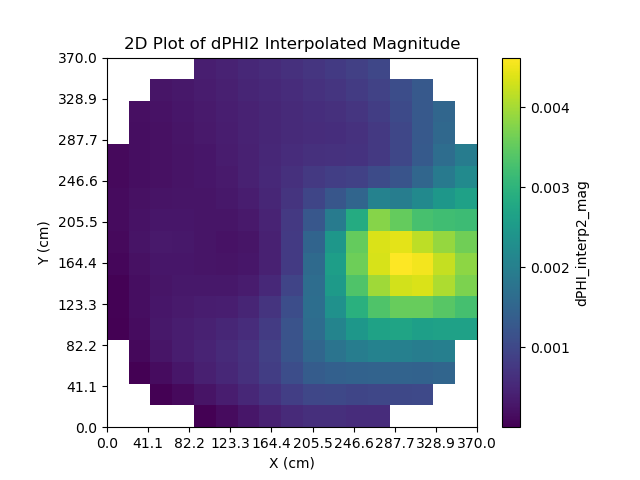 2D Plot of dPHI2 Interpolated Magnitude
370.0
328.9
287.7
246.6
205.5
164.4
123.3
82.2
41.1
0.0
Y (cm)
0.0 41.1 82.2 123.3 164.4 205.5 246.6 287.7 328.9 370.0
X (cm)
0.004
0.003
0.002
0.001
dPHI_interp2_mag